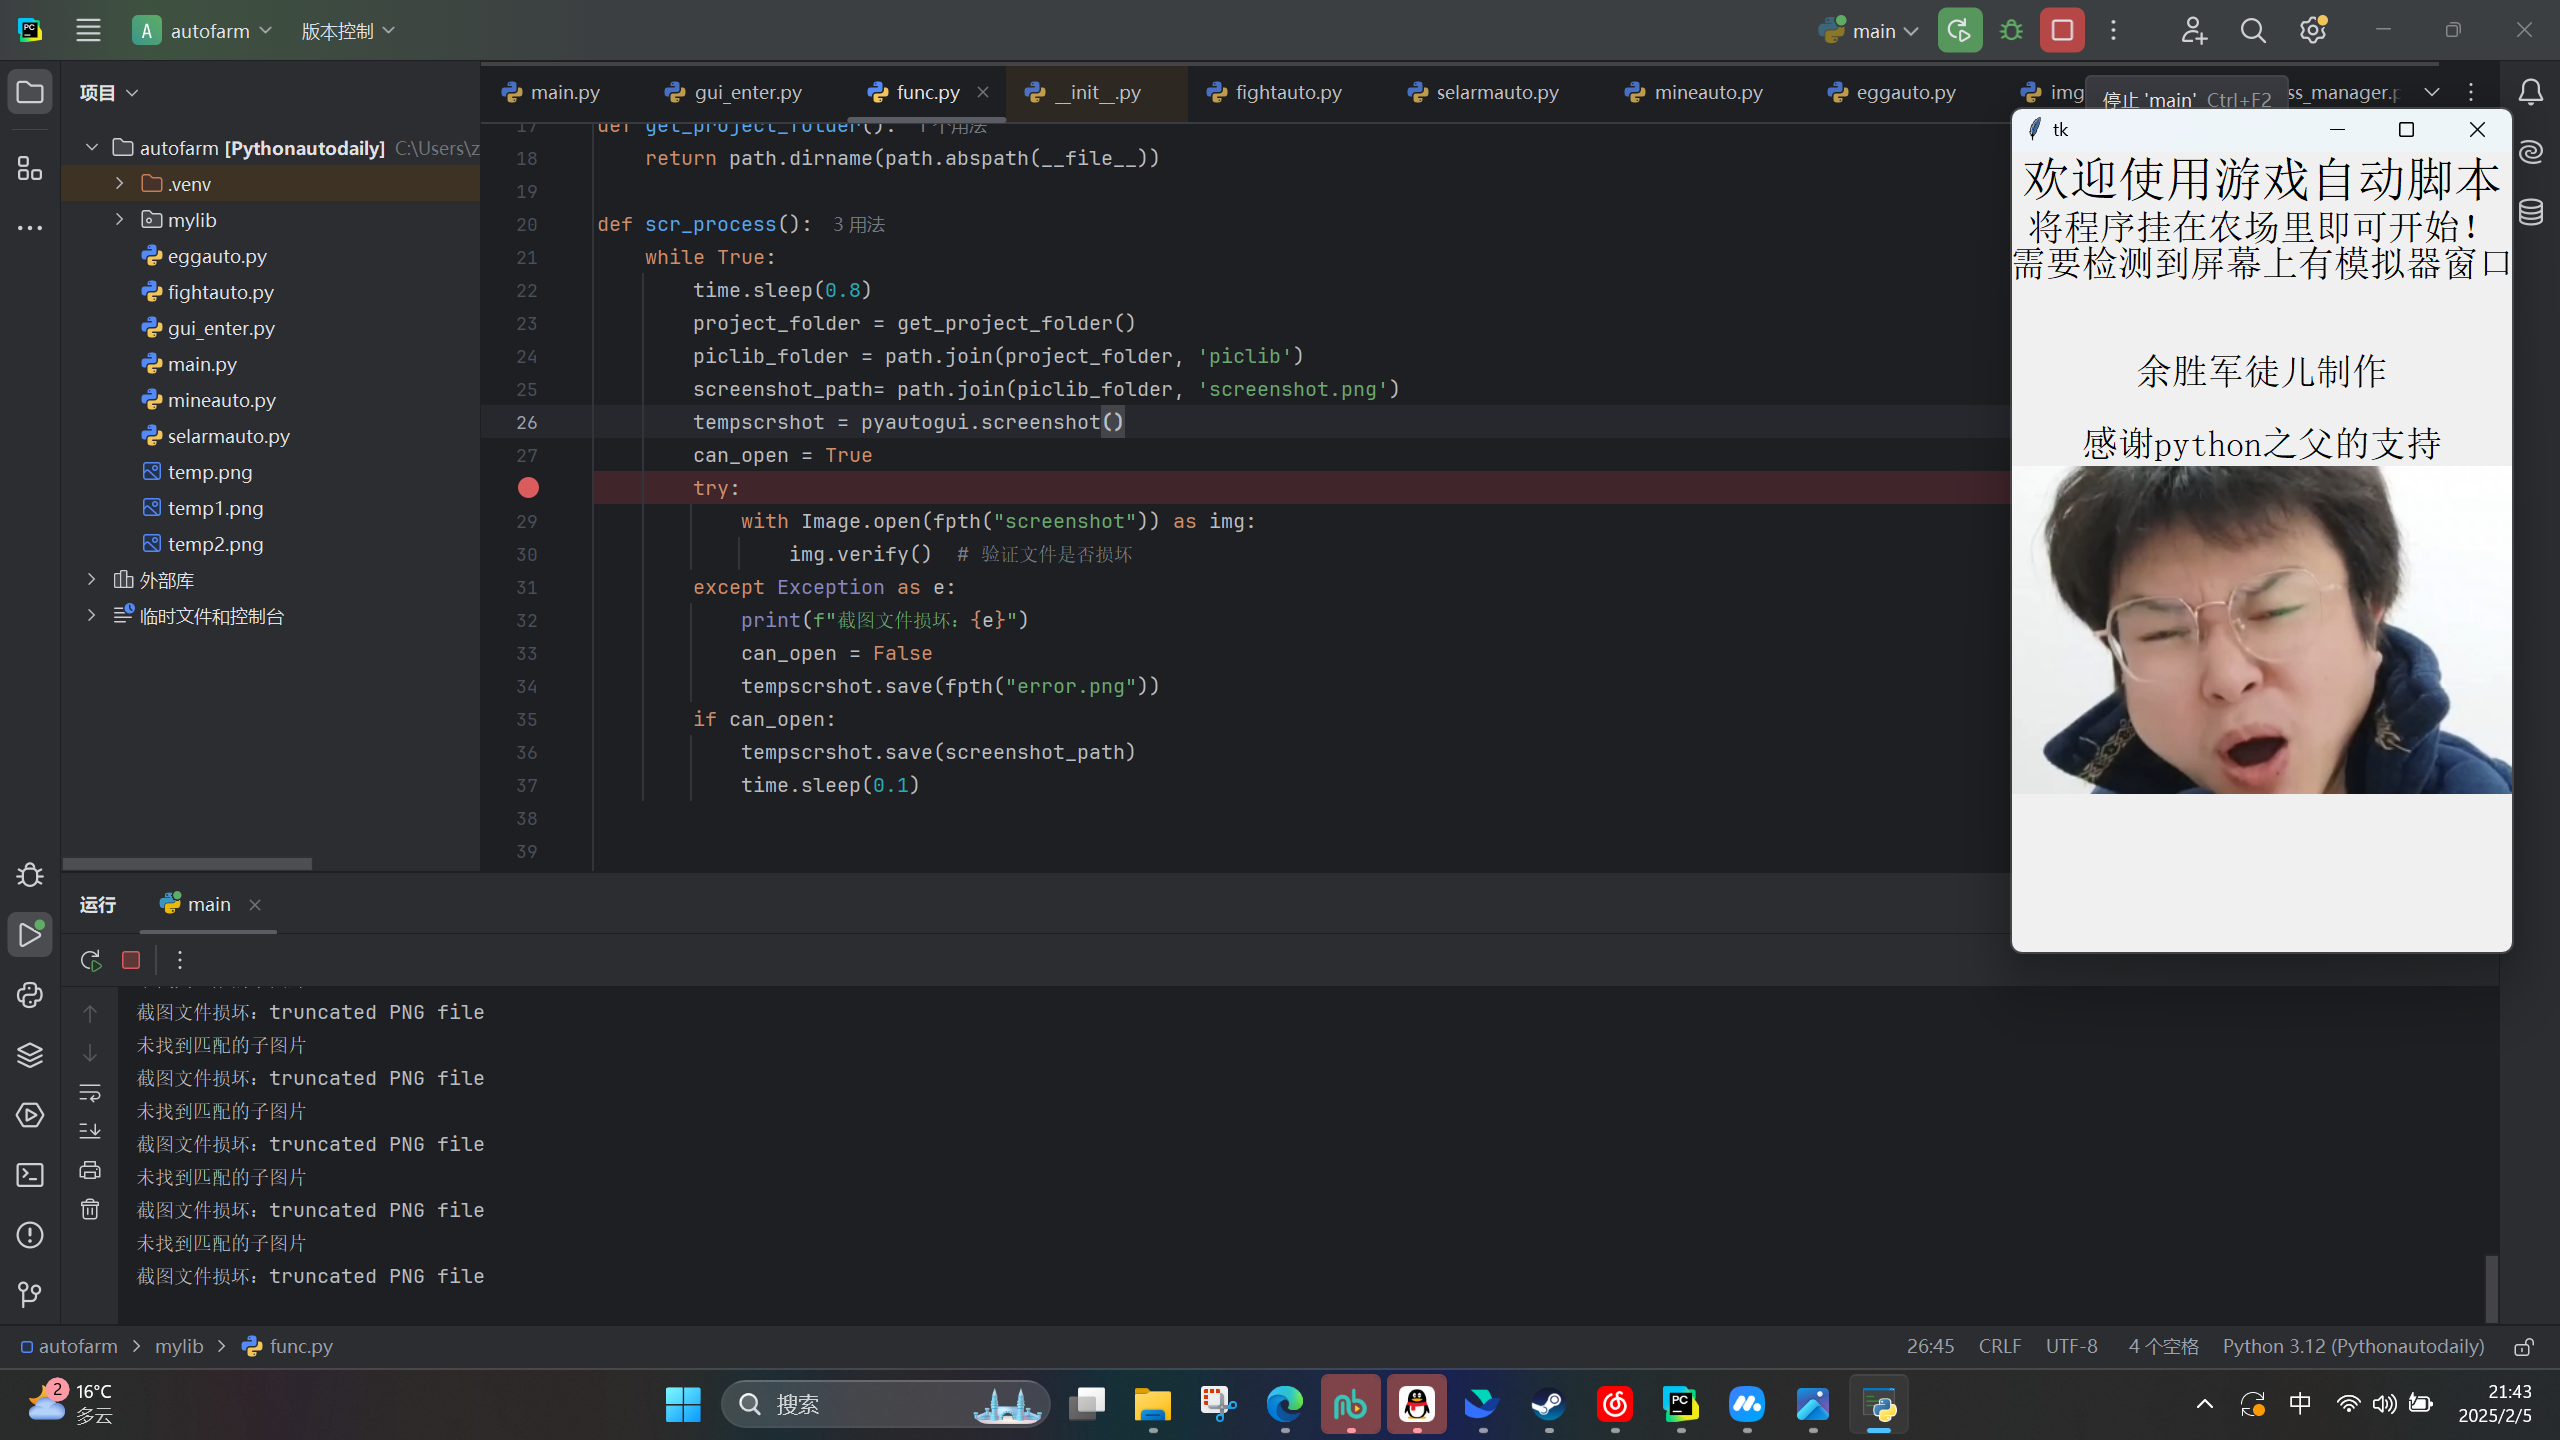 autofarm
版本控制
main
项目
main.py
gui_enter.py
func.py
__init__.py
fightauto.py
selarmauto.py
mineauto.py
eggauto.py
img
停止 'main' Ctrl+F2
ss_manager.p
autofarm [Pythonautodaily] C:\Users\z
.venv
mylib
eggauto.py
fightauto.py
gui_enter.py
main.py
mineauto.py
selarmauto.py
temp.png
temp1.png
temp2.png
外部库
临时文件和控制台
17 def get_project_folder(): 1 个用法
18 return path.dirname(path.abspath(__file__))
19
20 def scr_process(): 3 用法
21 while True:
22 time.sleep(0.8)
23 project_folder = get_project_folder()
24 piclib_folder = path.join(project_folder, 'piclib')
25 screenshot_path= path.join(piclib_folder, 'screenshot.png')
26 tempscrshot = pyautogui.screenshot()
27 can_open = True
try:
29 with Image.open(fpth("screenshot")) as img:
30 img.verify() # 验证文件是否损坏
31 except Exception as e:
32 print(f"截图文件损坏: {e}")
33 can_open = False
34 tempscrshot.save(fpth("error.png"))
35 if can_open:
36 tempscrshot.save(screenshot_path)
37 time.sleep(0.1)
38
39
tk
欢迎使用游戏自动脚本
将程序挂在农场里即可开始!
需要检测到屏幕上有模拟器窗口
余胜军徒儿制作
感谢python之父的支持
运行
main
截图文件损坏: truncated PNG file
未找到匹配的子图片
截图文件损坏: truncated PNG file
未找到匹配的子图片
截图文件损坏: truncated PNG file
未找到匹配的子图片
截图文件损坏: truncated PNG file
未找到匹配的子图片
截图文件损坏: truncated PNG file
autofarm > mylib > func.py
26:45 CRLF UTF-8 4 个空格 Python 3.12 (Pythonautodaily)
2
16°C
多云
搜索
中
21:43
2025/2/5